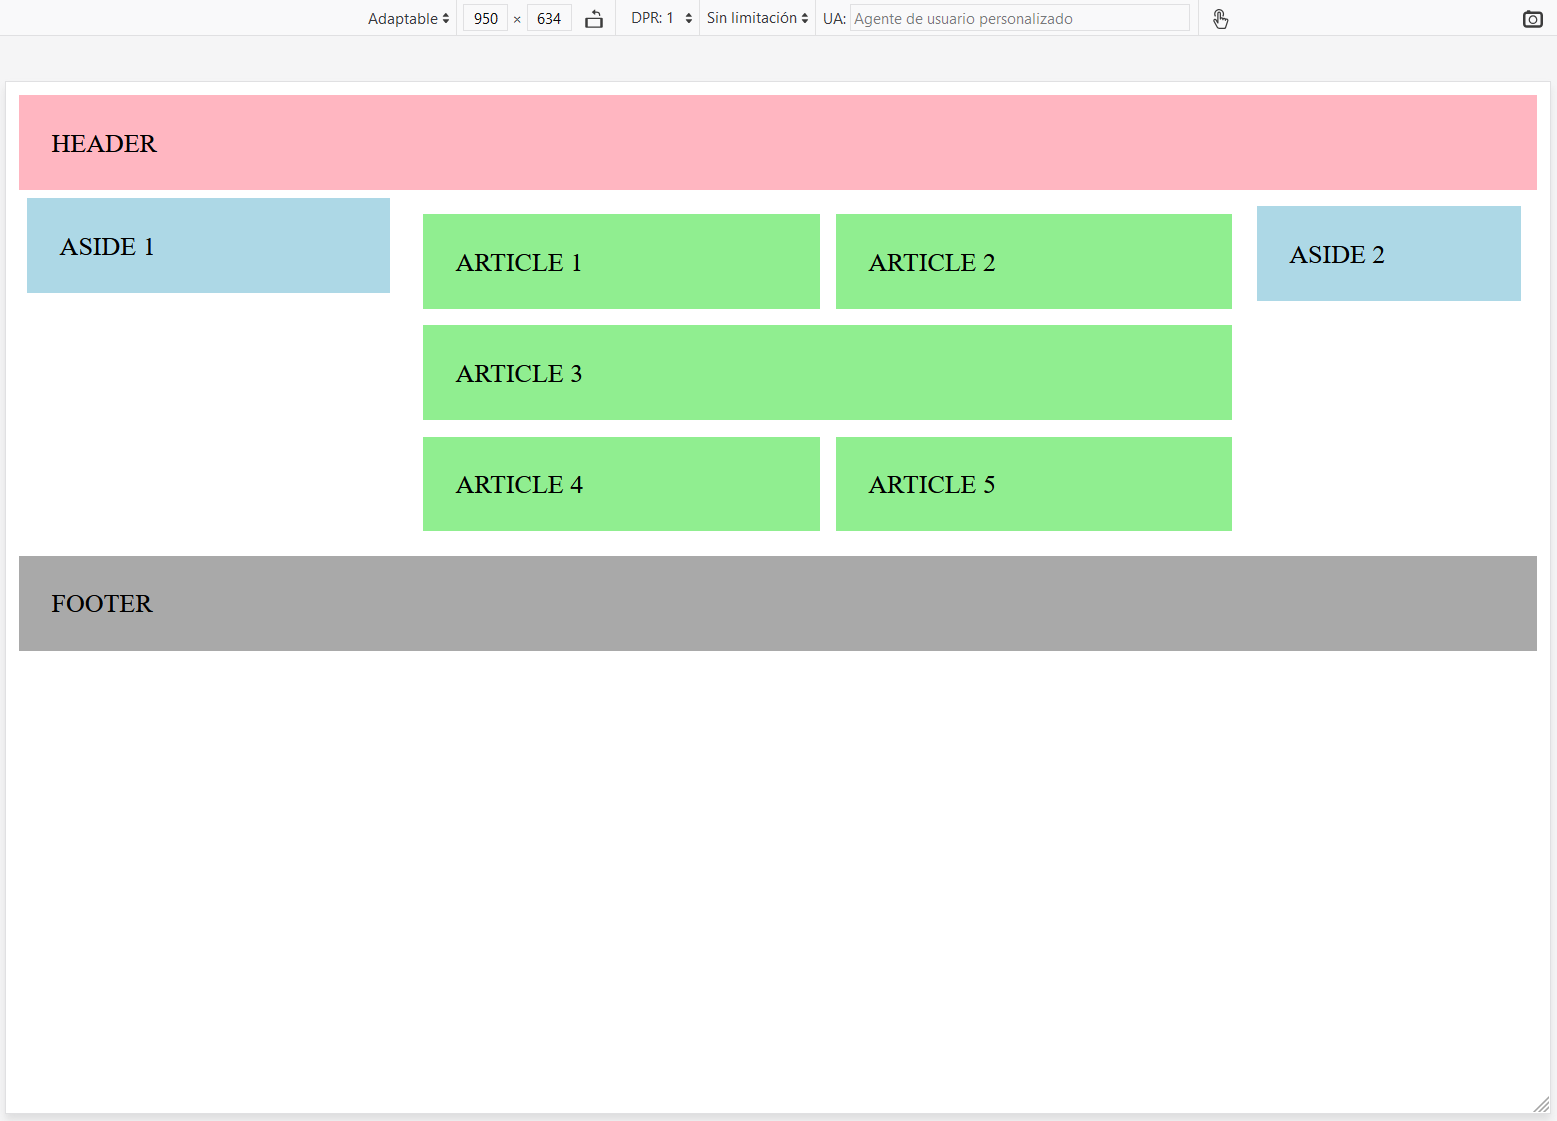 Adaptable 950 × 634 DPR: 1 Sin limitación UA: Agente de usuario personalizado
HEADER
ASIDE 1
ARTICLE 1
ARTICLE 2
ASIDE 2
ARTICLE 3
ARTICLE 4
ARTICLE 5
FOOTER